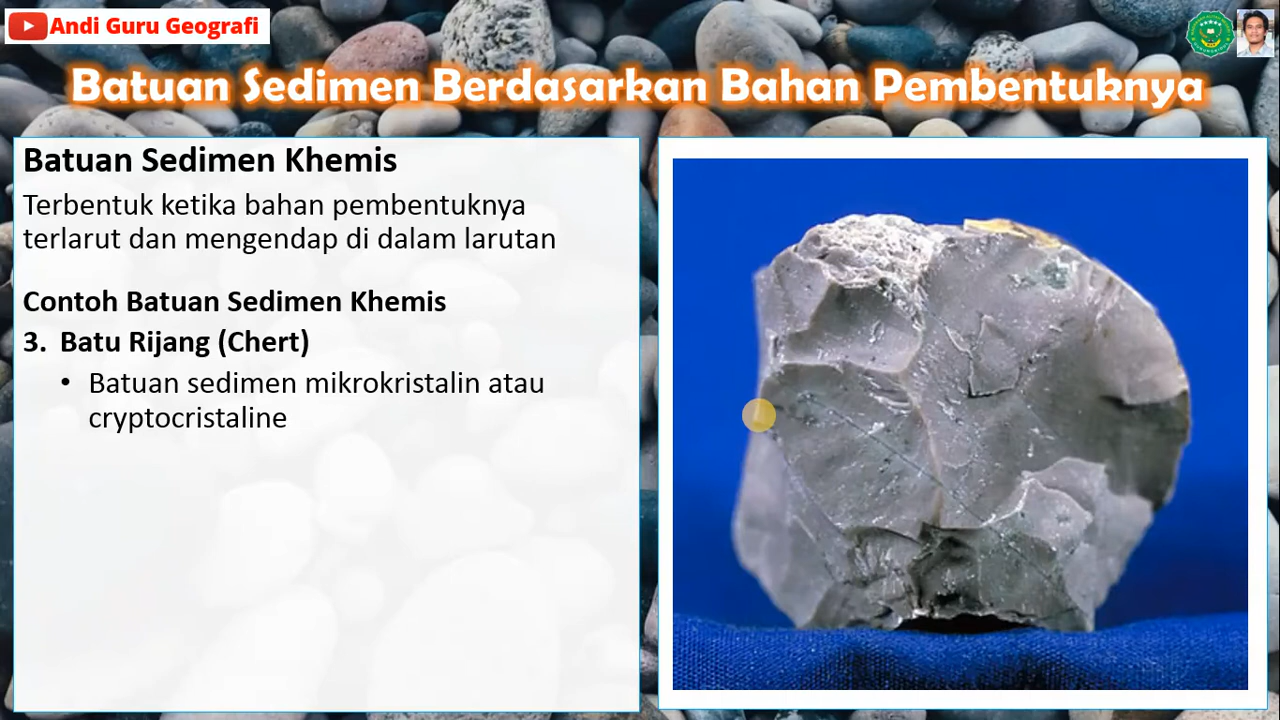 Andi Guru Geografi
Batuan Sedimen Berdasarkan Bahan Pembentuknya
Batuan Sedimen Khemis
Terbentuk ketika bahan pembentuknya
terlarut dan mengendap di dalam larutan
Contoh Batuan Sedimen Khemis
3. Batu Rijang (Chert)
• Batuan sedimen mikrokristalin atau
cryptocristaline